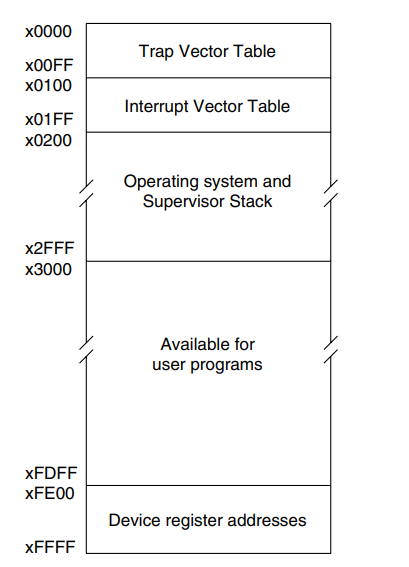 x0000
Trap Vector Table
x00FF
x0100
Interrupt Vector Table
x01FF
x0200
Operating system and
Supervisor Stack
x2FFF
x3000
Available for
user programs
xFDFF
xFE00
Device register addresses
xFFFF